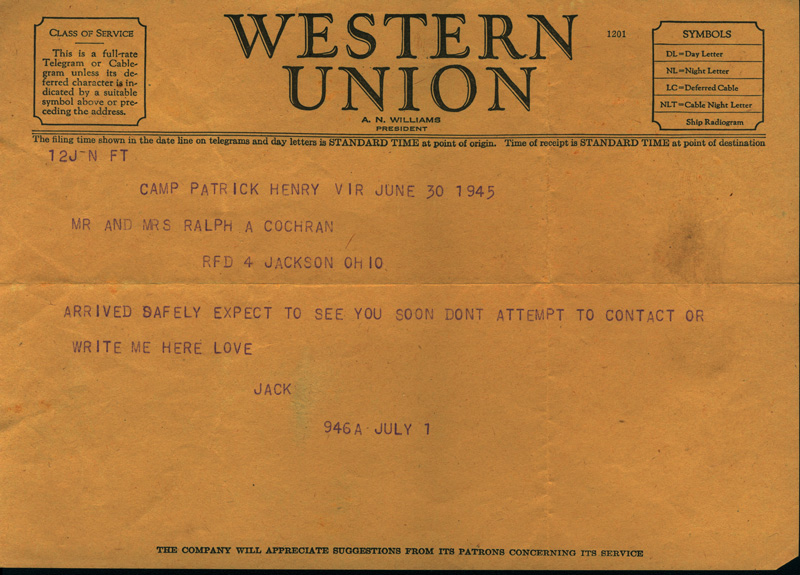 CLASS OF SERVICE
This is a full-rate
Telegram or Cable-
gram unless its de-
ferred character is in-
dicated by a suitable
symbol above or pre-
ceding the address.
WESTERN
UNION
A. N. WILLIAMS
PRESIDENT
1201
SYMBOLS
DL=Day Letter
NL=Night Letter
LC=Deferred Cable
NLT=Cable Night Letter
Ship Radiogram
The filing time shown in the date line on telegrams and day letters is STANDARD TIME at point of origin. Time of receipt is STANDARD TIME at point of destination
12J-N FT
CAMP PATRICK HENRY VIR JUNE 30 1945
MR AND MRS RALPH A COCHRAN
RFD 4 JACKSON OHIO
ARRIVED SAFELY EXPECT TO SEE YOU SOON DONT ATTEMPT TO CONTACT OR
WRITE ME HERE LOVE
JACK
946A JULY 1
THE COMPANY WILL APPRECIATE SUGGESTIONS FROM ITS PATRONS CONCERNING ITS SERVICE